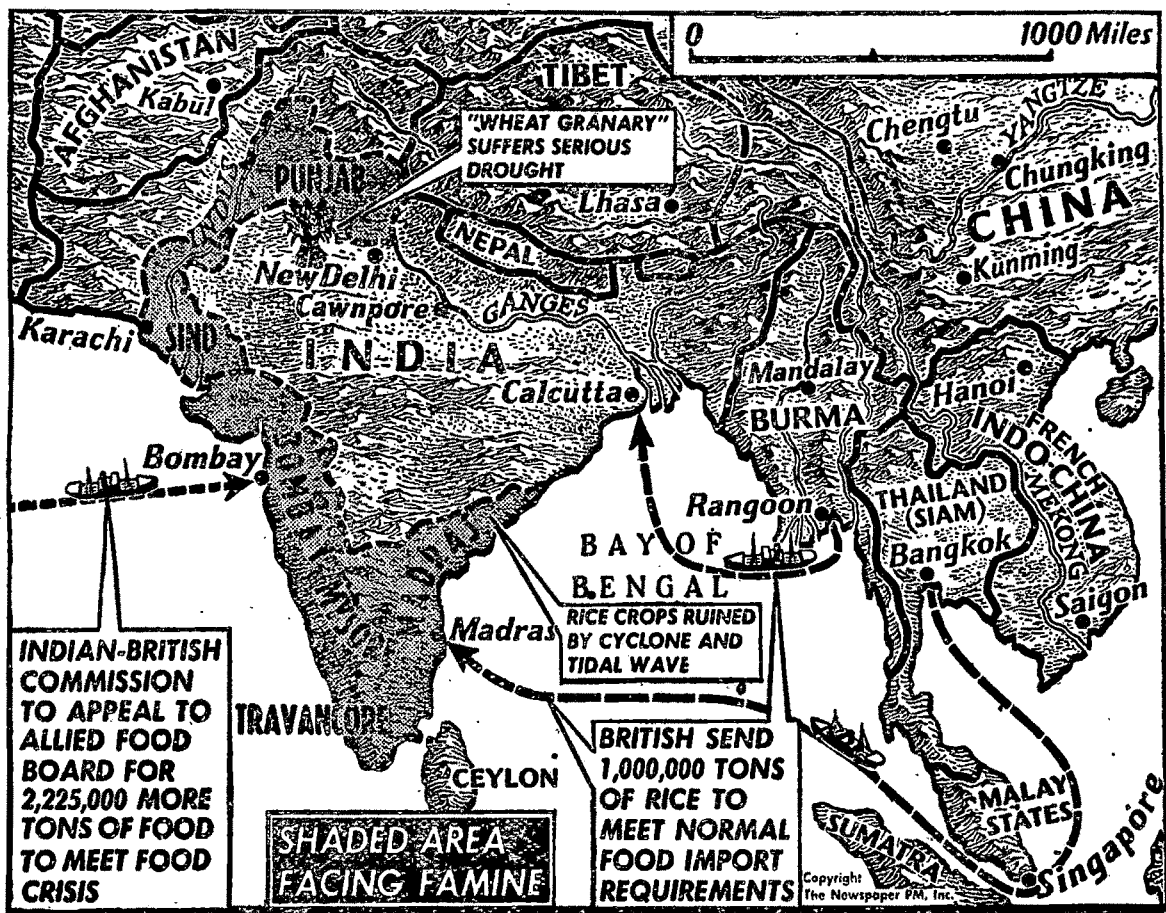 0 1000 Miles
AFGHANISTAN
Kabul
TIBET
"WHEAT GRANARY"
SUFFERS SERIOUS
DROUGHT
PUNJAB
Lhasa
Chengtu
YANGTZE
Chungking
CHINA
Kunming
NEPAL
New Delhi
Cawnpore
GANGES
Karachi
SIND
INDIA
Calcutta
Mandalay
BURMA
Hanoi
FRENCH
INDO-CHINA
MEKONG
Bombay
BOMBAY
MYSORE
MADRAS
Rangoon
THAILAND
(SIAM)
Bangkok
Saigon
BAY OF
BENGAL
RICE CROPS RUINED
BY CYCLONE AND
TIDAL WAVE
Madras
TRAVANCORE
CEYLON
INDIAN-BRITISH
COMMISSION
TO APPEAL TO
ALLIED FOOD
BOARD FOR
2,225,000 MORE
TONS OF FOOD
TO MEET FOOD
CRISIS
SHADED AREA
FACING FAMINE
BRITISH SEND
1,000,000 TONS
OF RICE TO
MEET NORMAL
FOOD IMPORT
REQUIREMENTS
MALAY
STATES
SUMATRA
Singapore
Copyright
The Newspaper PM, Inc.